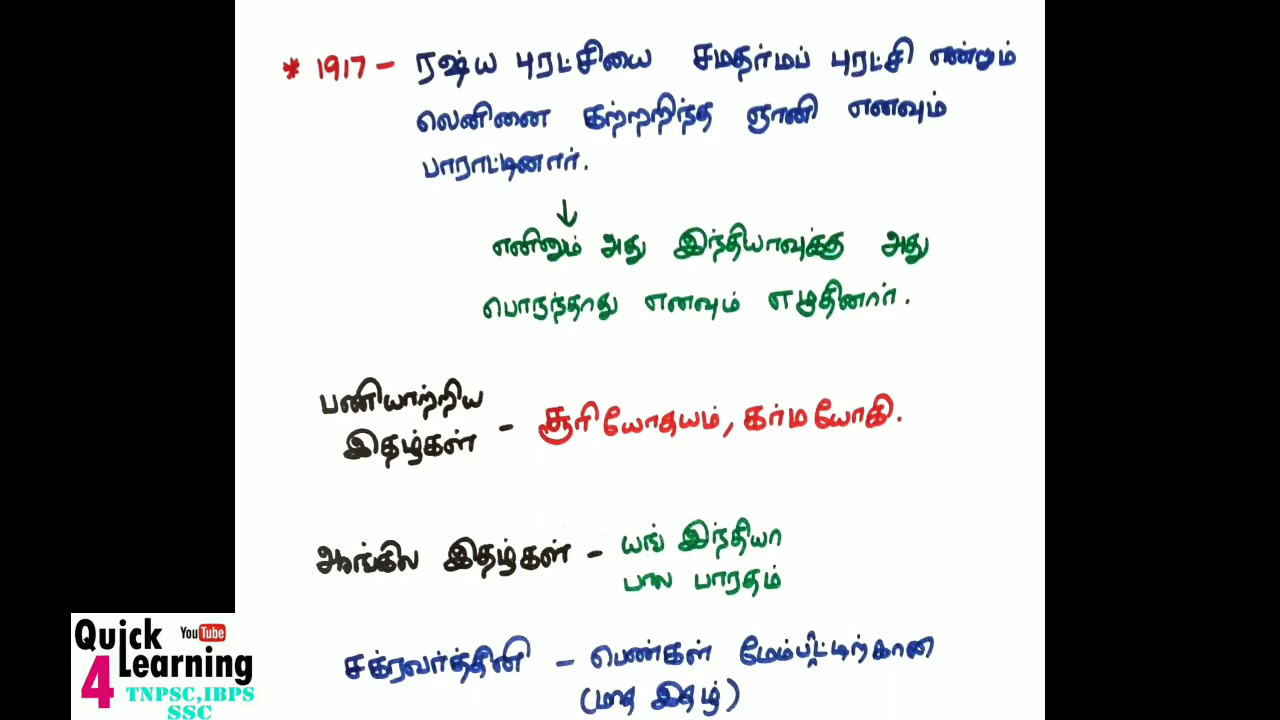 * 1917 - ரஷ்ய புரட்சியை சமதர்மப் புரட்சி என்றும்
லெனினை கற்றறிந்த ஞானி எனவும்
பாராட்டினார்.
↓
எனினும் அது இந்தியாவுக்கு அது
பொருந்தாது எனவும் எழுதினார்.
பணியாற்றிய
இதழ்கள் - சூரியோதயம், கர்மயோகி.
ஆங்கில இதழ்கள் - யங் இந்தியா
பால பாரதம்
சக்ரவர்த்தினி - பெண்கள் மேம்பாட்டிற்கான
(மாத இதழ்)
Quick YouTube
4 Learning
TNPSC,IBPS
SSC